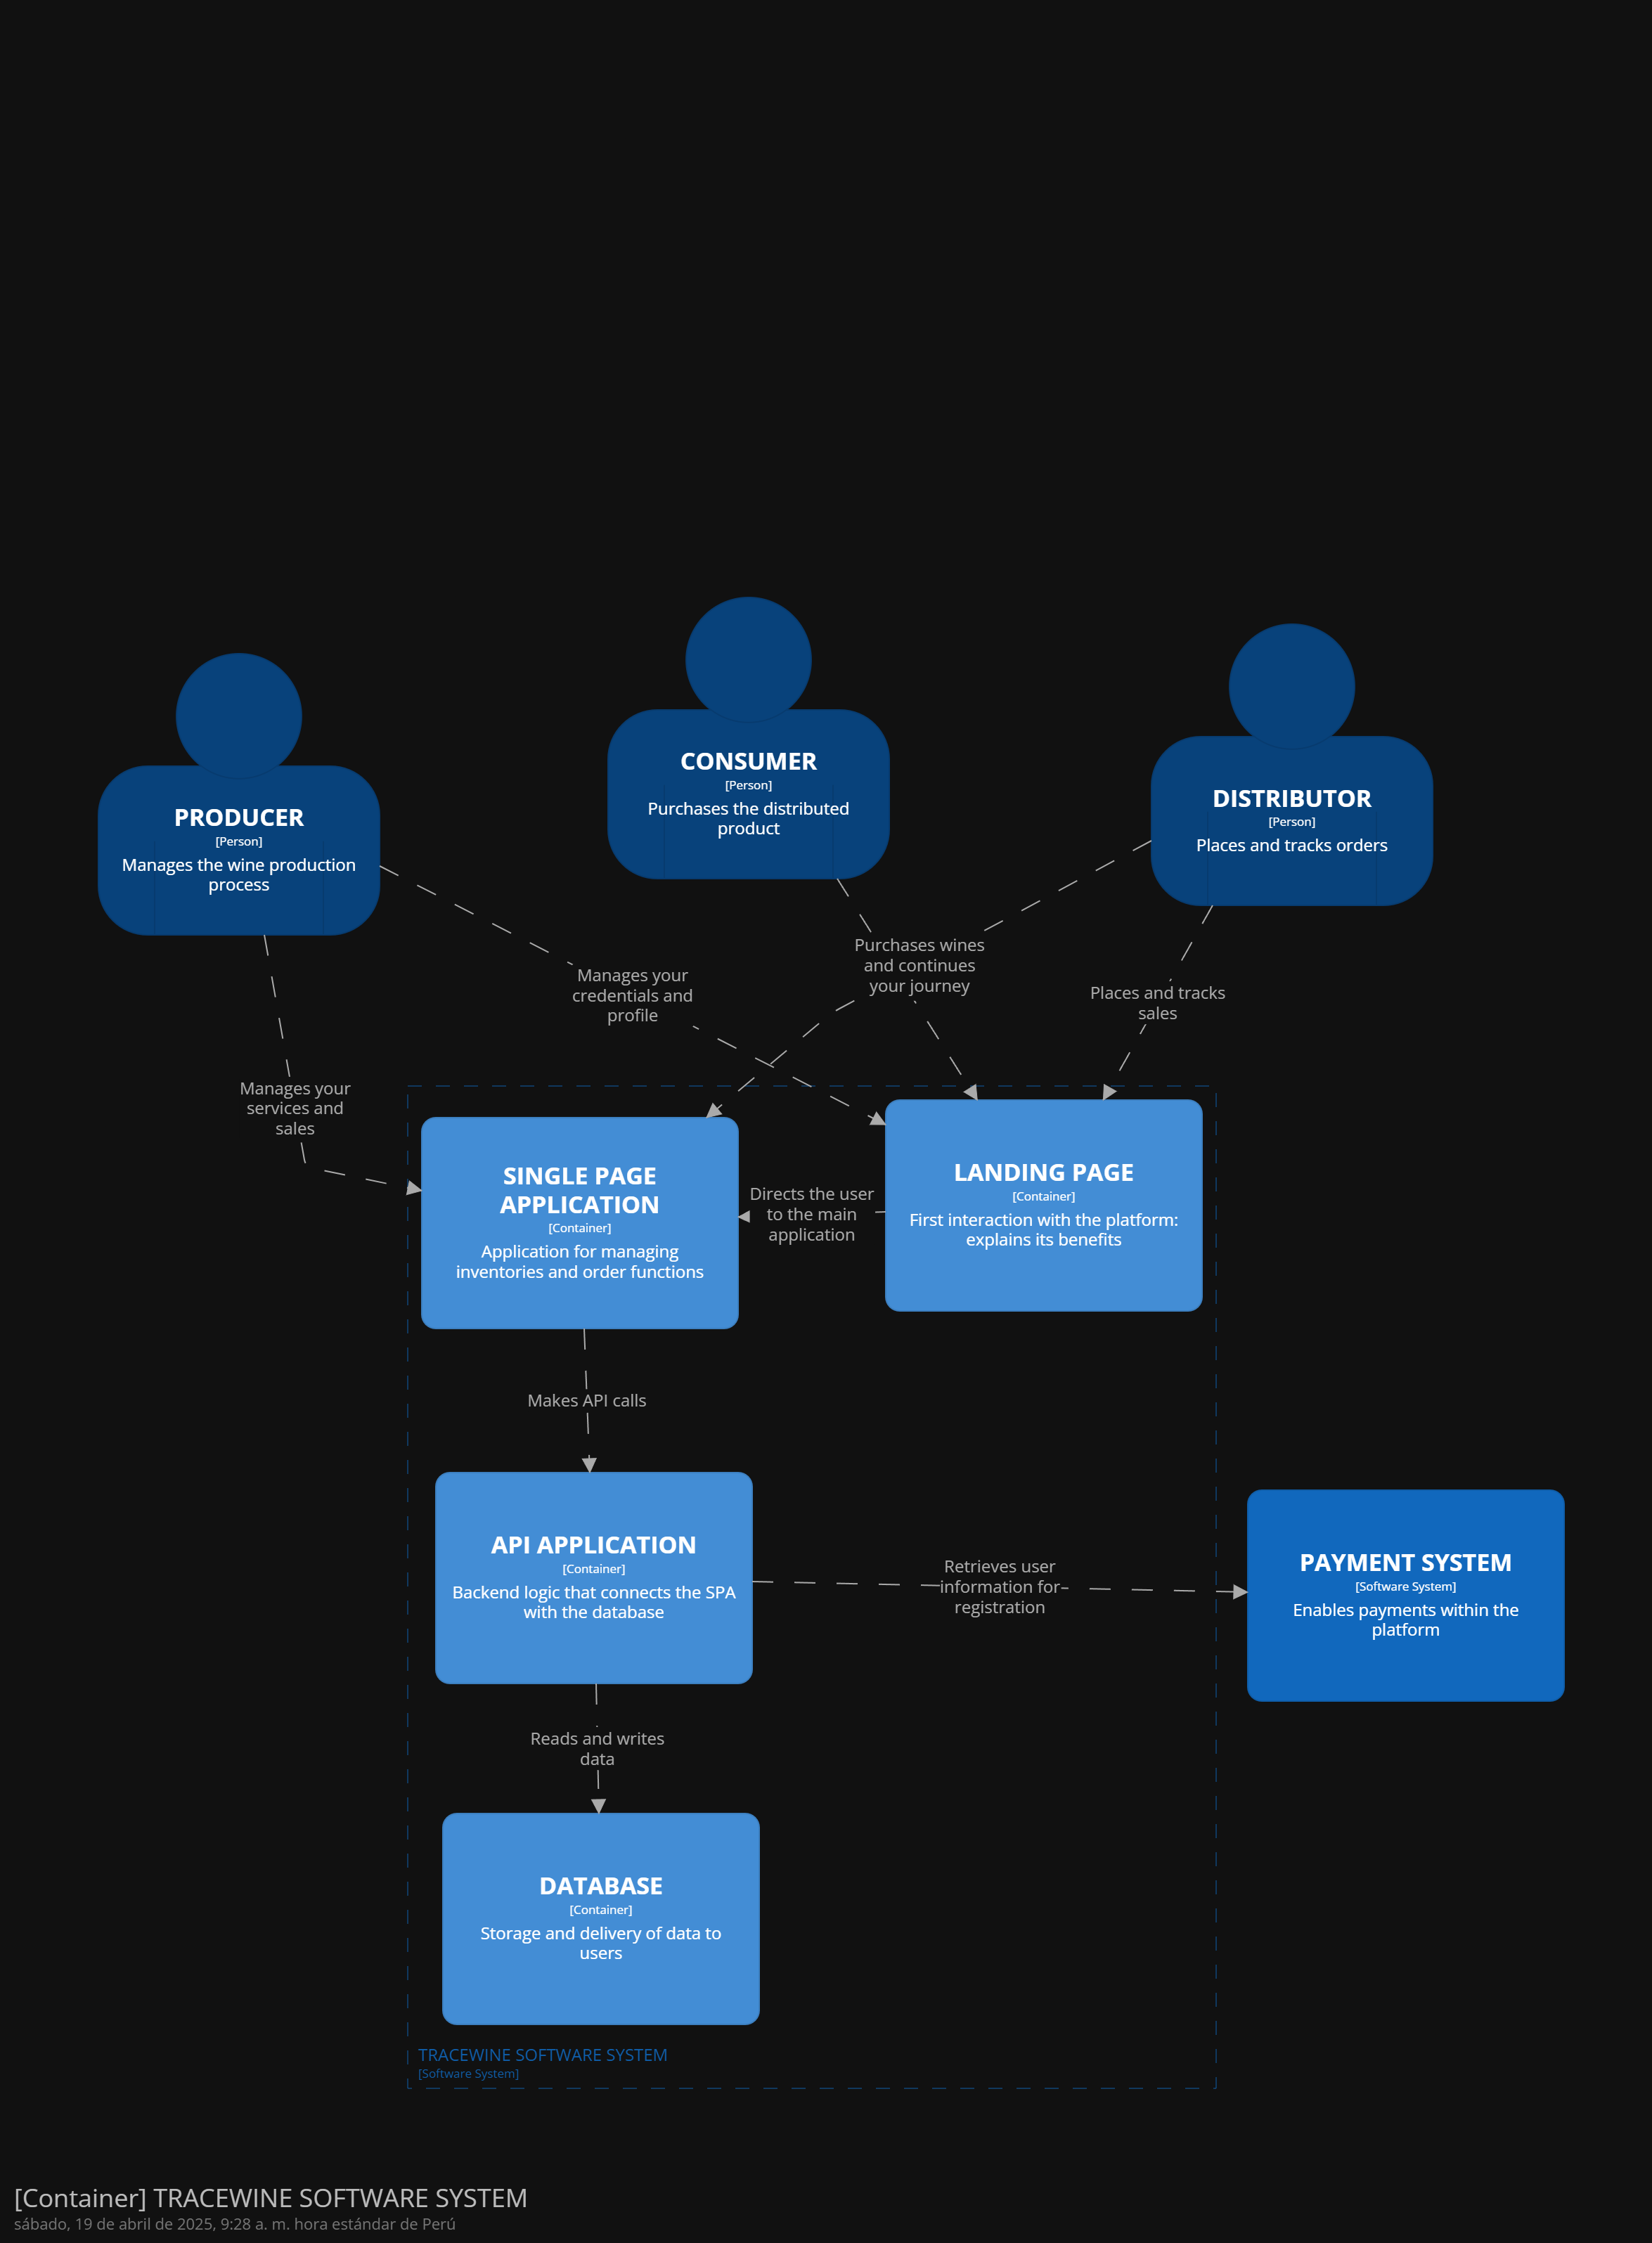 CONSUMER
[Person]
Purchases the distributed
product
DISTRIBUTOR
[Person]
Places and tracks orders
PRODUCER
[Person]
Manages the wine production
process
Purchases wines
and continues
your journey
Manages your
credentials and
profile
Places and tracks
sales
Manages your
services and
sales
SINGLE PAGE
APPLICATION
[Container]
Application for managing
inventories and order functions
Directs the user
to the main
application
LANDING PAGE
[Container]
First interaction with the platform:
explains its benefits
Makes API calls
API APPLICATION
[Container]
Backend logic that connects the SPA
with the database
Retrieves user
information for
registration
PAYMENT SYSTEM
[Software System]
Enables payments within the
platform
Reads and writes
data
DATABASE
[Container]
Storage and delivery of data to
users
TRACEWINE SOFTWARE SYSTEM
[Software System]
[Container] TRACEWINE SOFTWARE SYSTEM
sábado, 19 de abril de 2025, 9:28 a. m. hora estándar de Perú